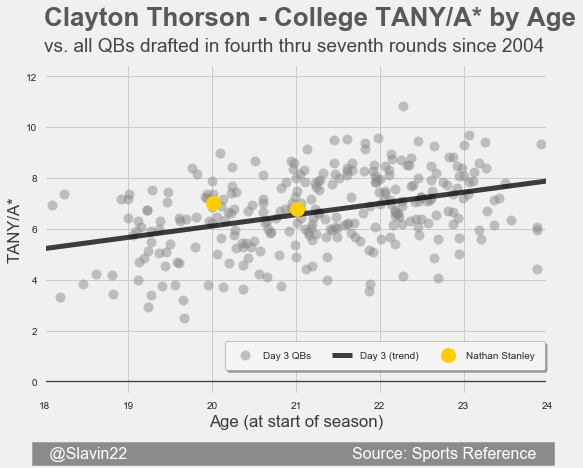 Clayton Thorson - College TANY/A* by Age
vs. all QBs drafted in fourth thru seventh rounds since 2004
12
10
8
6
4
2
0
TANY/A*
Day 3 QBs
Day 3 (trend)
Nathan Stanley
18 19 20 21 22 23 24
Age (at start of season)
@Slavin22
Source: Sports Reference